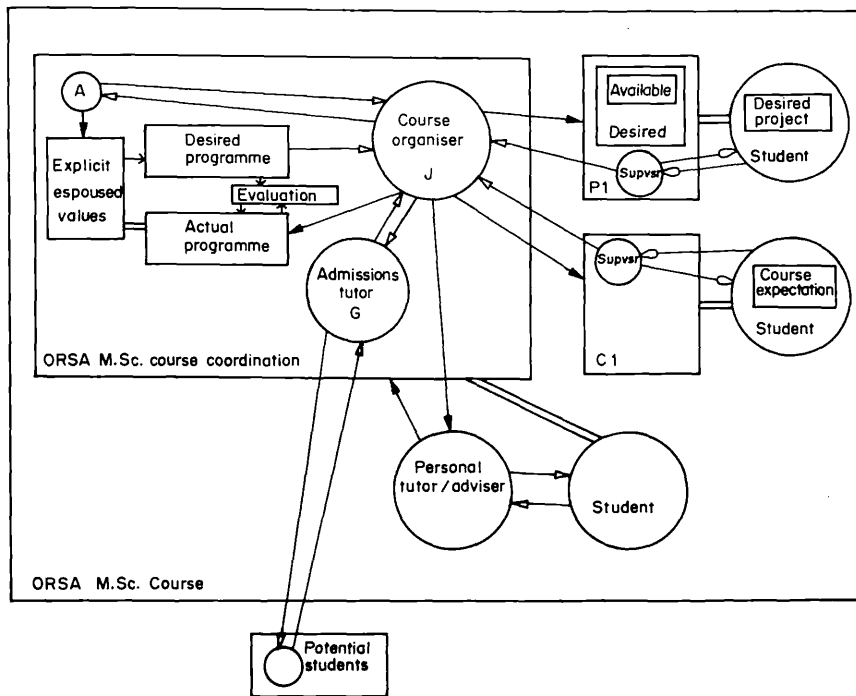 A
Explicit
espoused
values
Desired
programme
Evaluation
Actual
programme
Course
organiser
J
Admissions
tutor
G
ORSA M.Sc. course coordination
Available
Desired
Supvsr
P1
Desired
project
Student
Supvsr
C1
Course
expectation
Student
Personal
tutor/adviser
Student
ORSA M.Sc. Course
Potential
students